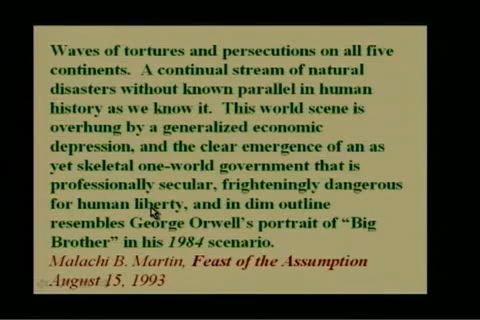 Waves of tortures and persecutions on all five
continents.  A continual stream of natural
disasters without known parallel in human
history as we know it.  This world scene is
overhung by a generalized economic
depression, and the clear emergence of an as
yet skeletal one-world government that is
professionally secular, frighteningly dangerous
for human liberty, and in dim outline
resembles George Orwell's portrait of “Big
Brother” in his 1984 scenario.
Malachi B. Martin, Feast of the Assumption
August 15, 1993